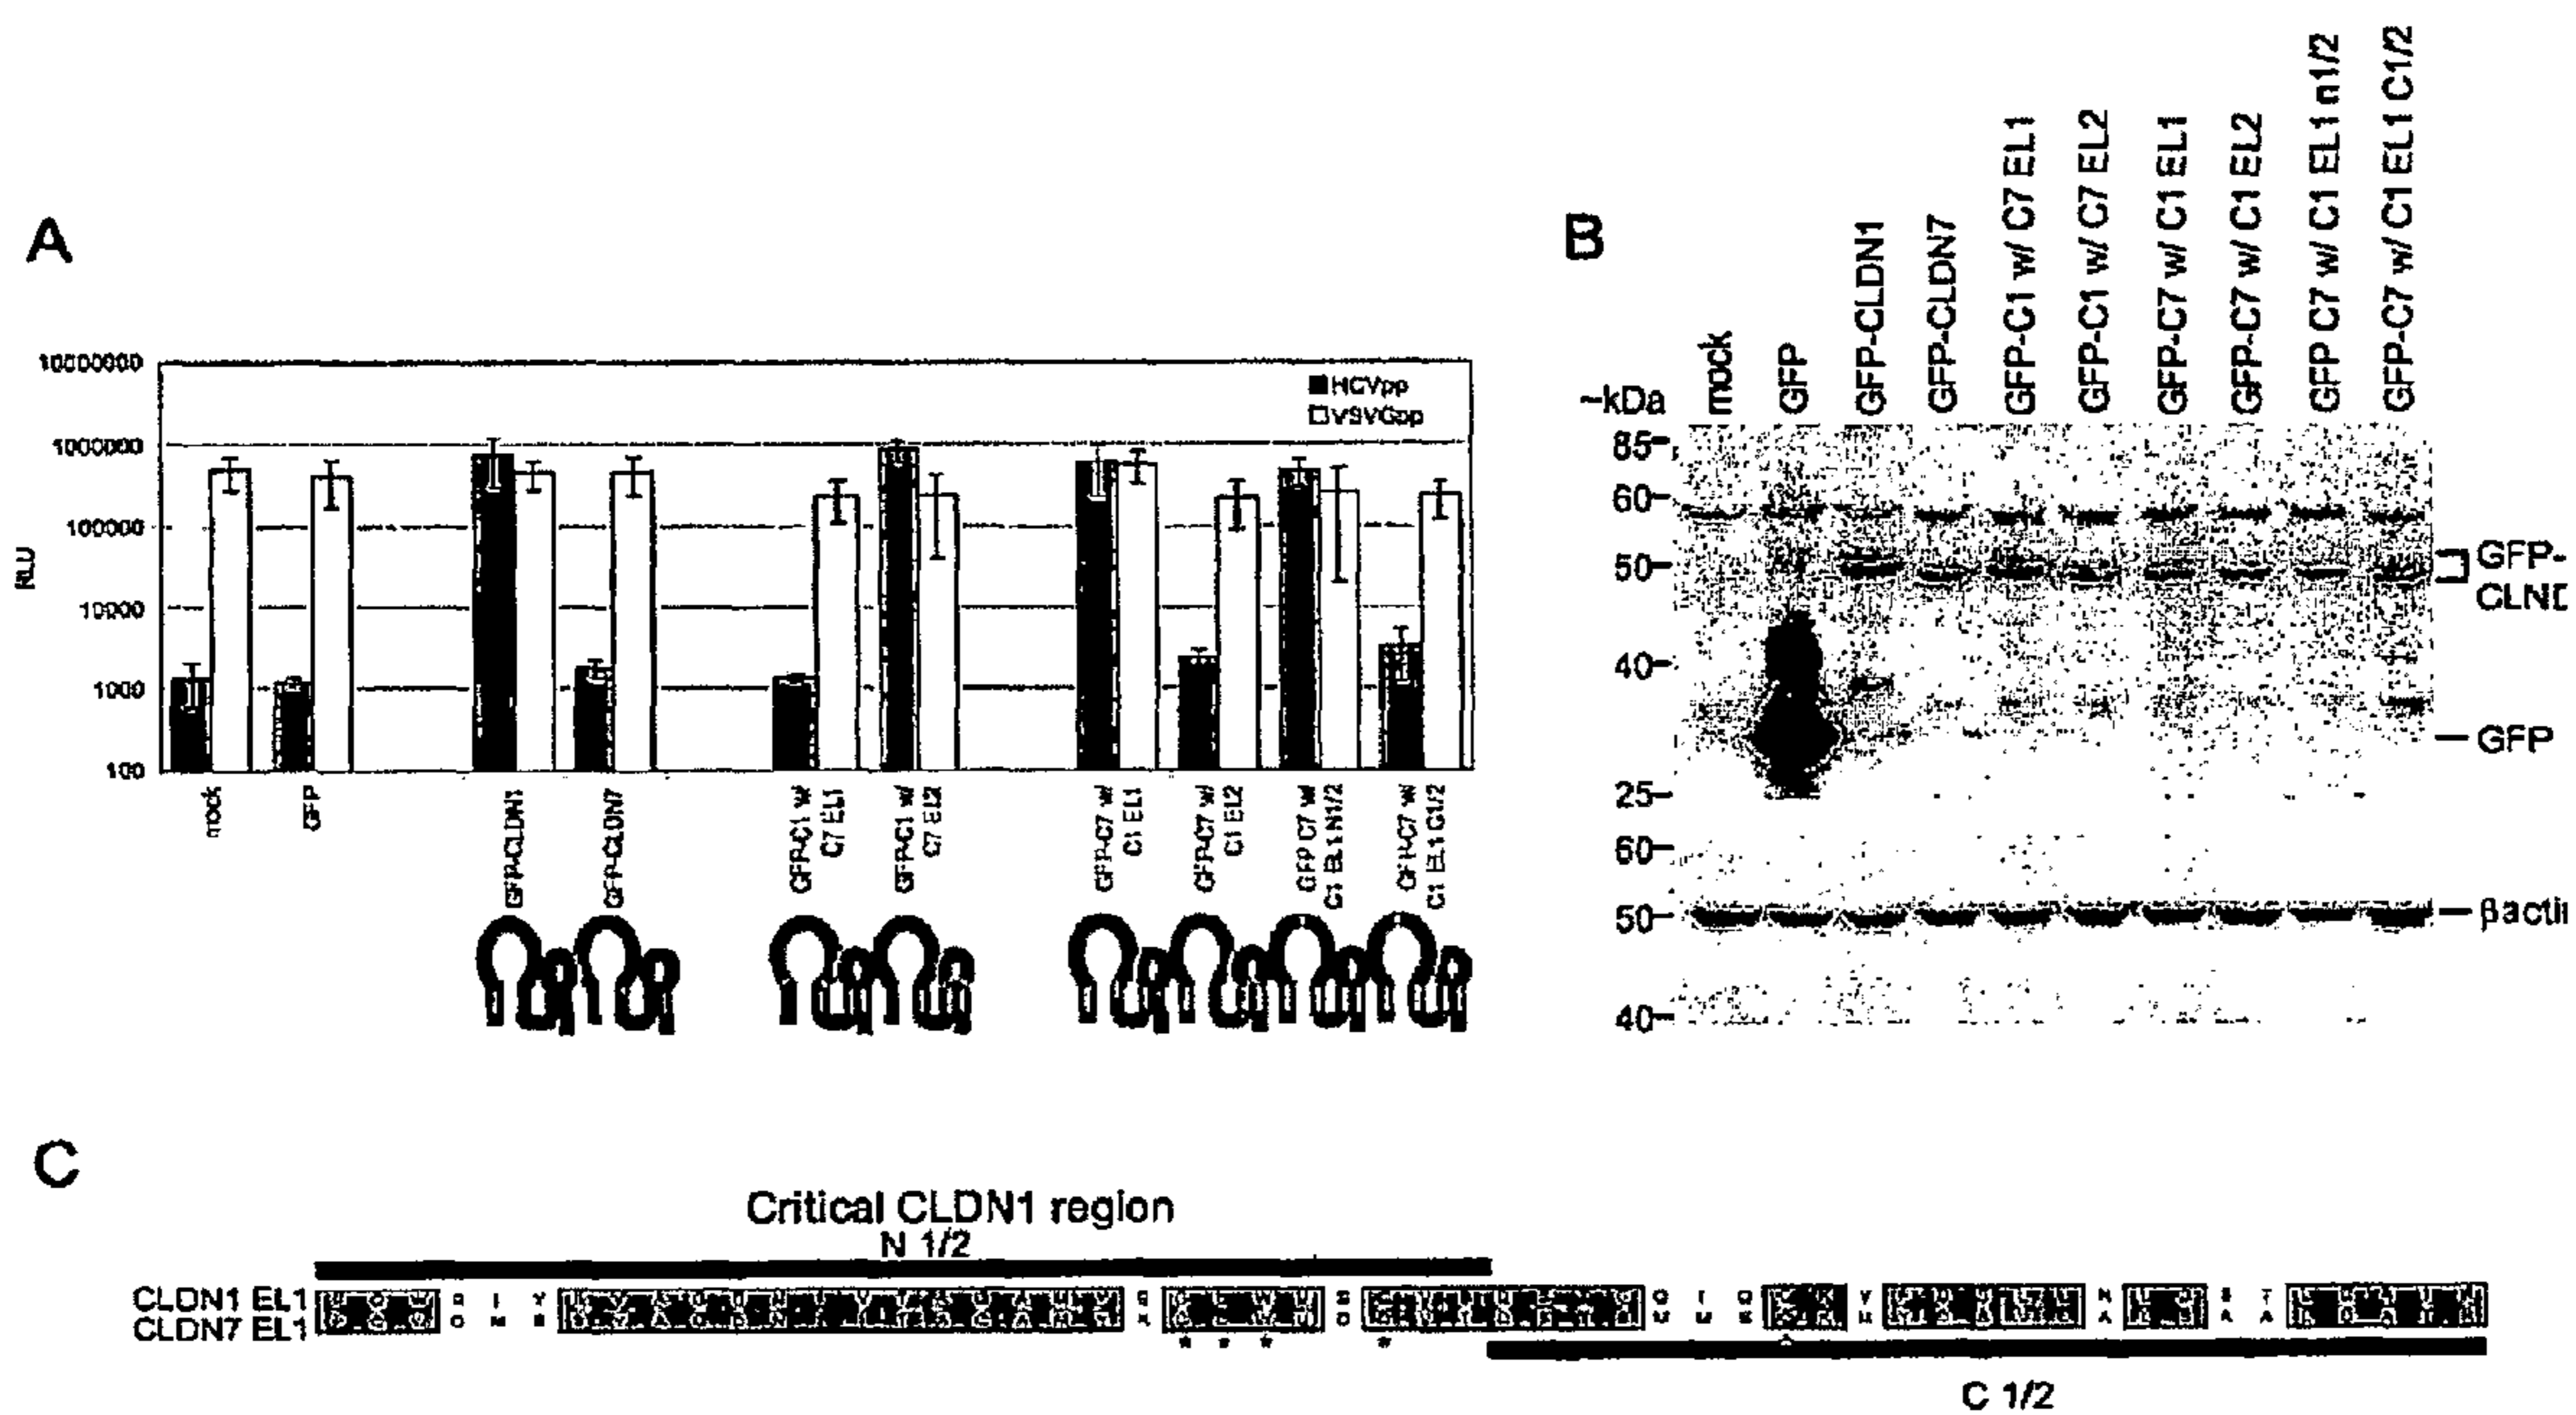 A
10000000
1000000
100000
10000
1000
100
RLU
HCVpp
VSVGpp
mock
GFP
GFP-CLDN1
GFP-CLDN7
GFP-C1 w/
C7 EL1
GFP-C1 w/
C7 EL2
GFP-C7 w/
C1 EL1
GFP-C7 w/
C1 EL2
GFP C7 w/
C1 EL1 N1/2
GFP-C7 w/
C1 EL1 C1/2
B
~kDa
mock
GFP
GFP-CLDN1
GFP-CLDN7
GFP-C1 w/ C7 EL1
GFP-C1 w/ C7 EL2
GFP-C7 w/ C1 EL1
GFP-C7 w/ C1 EL2
GFP C7 w/ C1 EL1 n1/2
GFP-C7 w/ C1 EL1 C1/2
85
60
50
40
25
GFP-
GFP
60
50
40
βactii
C
Critical CLDN1 region
N 1/2
CLDN1 EL1
CLDN7 EL1
* * * *
C 1/2